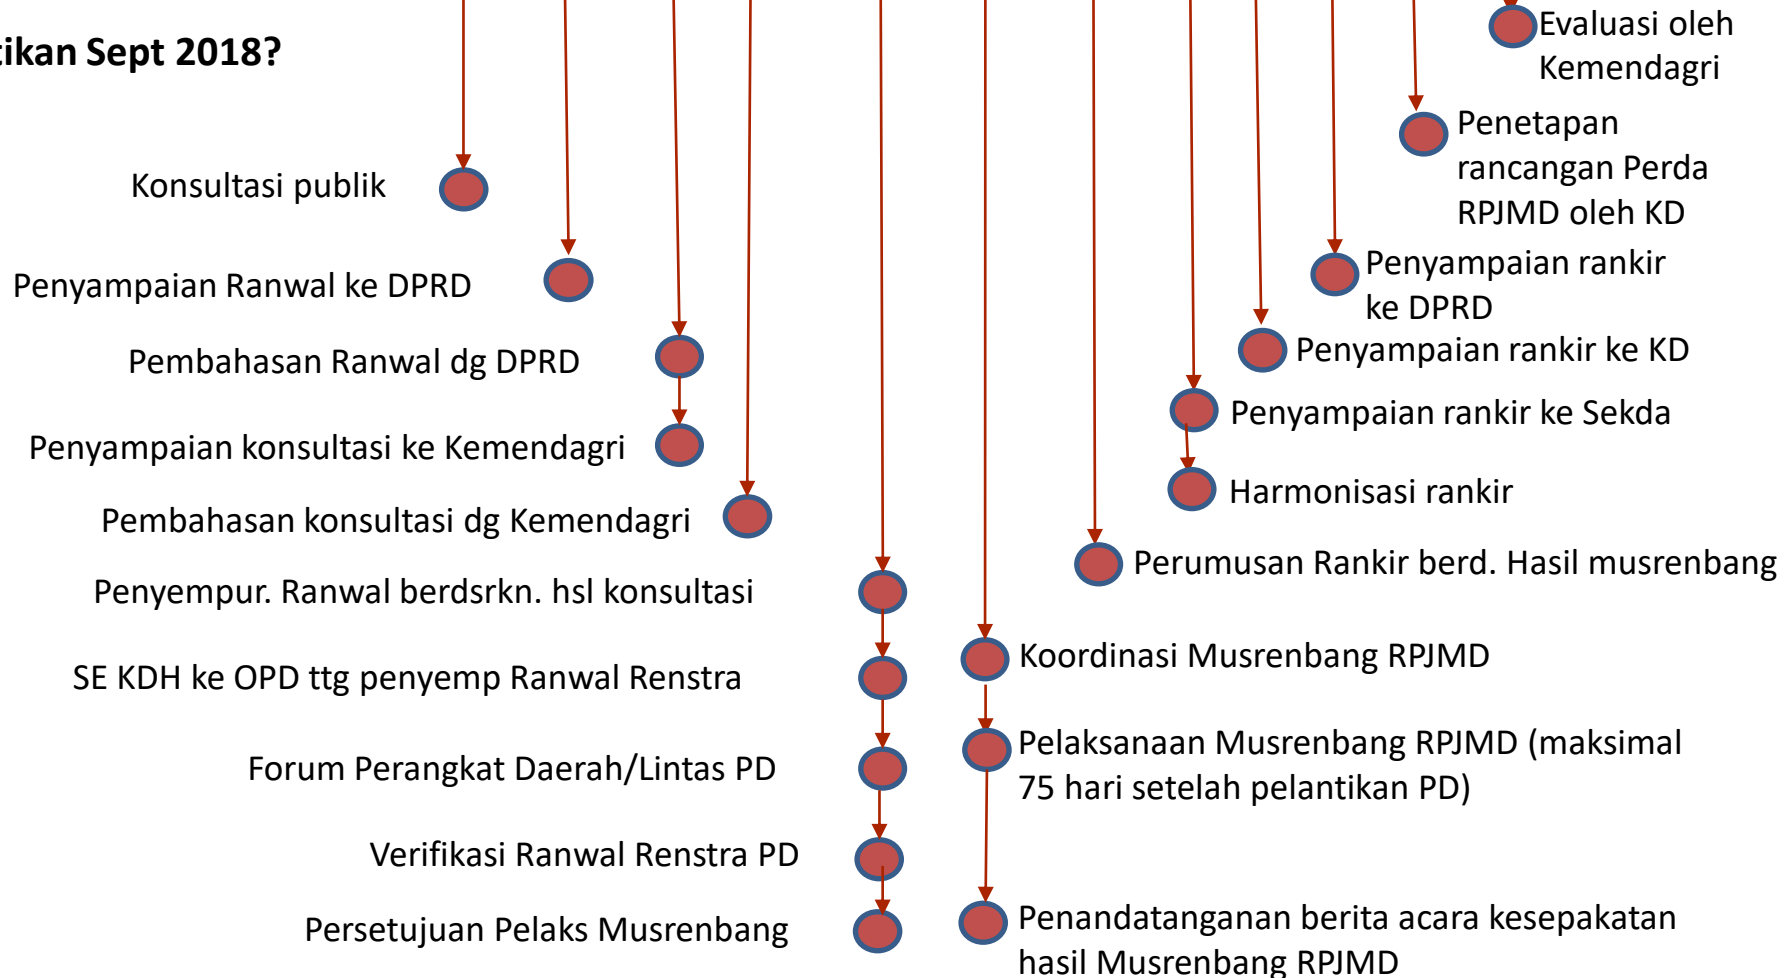 tikan Sept 2018?
Konsultasi publik
Penyampaian Ranwal ke DPRD
Pembahasan Ranwal dg DPRD
Penyampaian konsultasi ke Kemendagri
Pembahasan konsultasi dg Kemendagri
Penyempur. Ranwal berdsrkn. hsl konsultasi
SE KDH ke OPD ttg penyemp Ranwal Renstra
Forum Perangkat Daerah/Lintas PD
Verifikasi Ranwal Renstra PD
Persetujuan Pelaks Musrenbang
Evaluasi oleh
Kemendagri
Penetapan
rancangan Perda
RPJMD oleh KD
Penyampaian rankir
ke DPRD
Penyampaian rankir ke KD
Penyampaian rankir ke Sekda
Harmonisasi rankir
Perumusan Rankir berd. Hasil musrenbang
Koordinasi Musrenbang RPJMD
Pelaksanaan Musrenbang RPJMD (maksimal
75 hari setelah pelantikan PD)
Penandatanganan berita acara kesepakatan
hasil Musrenbang RPJMD